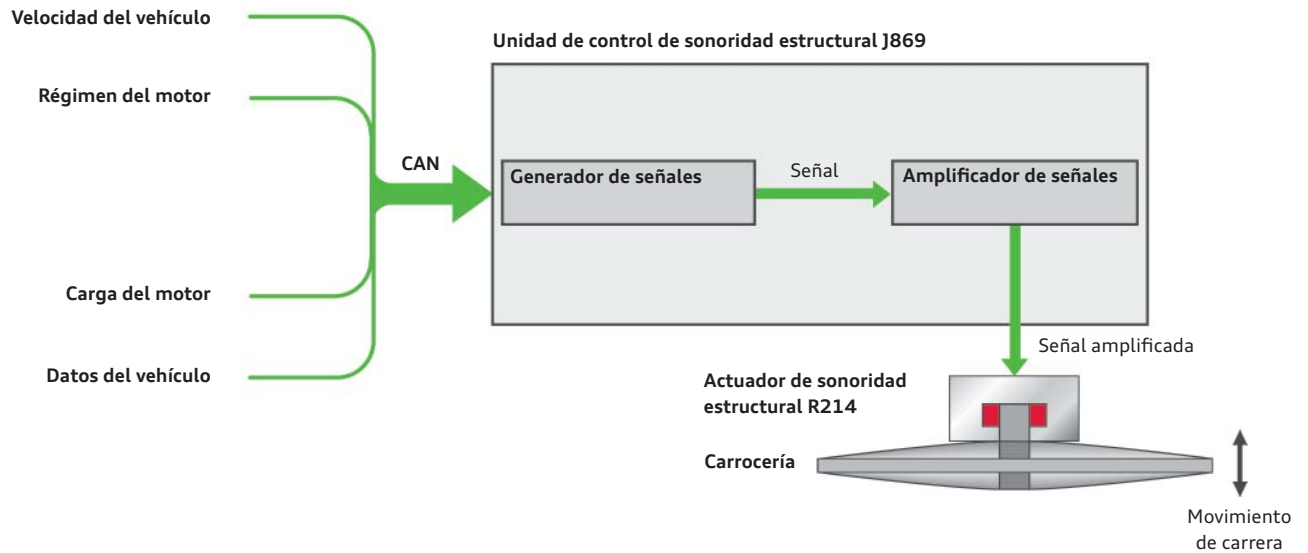 Velocidad del vehículo
Régimen del motor
Carga del motor
Datos del vehículo
CAN
Unidad de control de sonoridad estructural J869
Generador de señales
Señal
Amplificador de señales
Señal amplificada
Actuador de sonoridad
estructural R214
Carrocería
Movimiento
de carrera